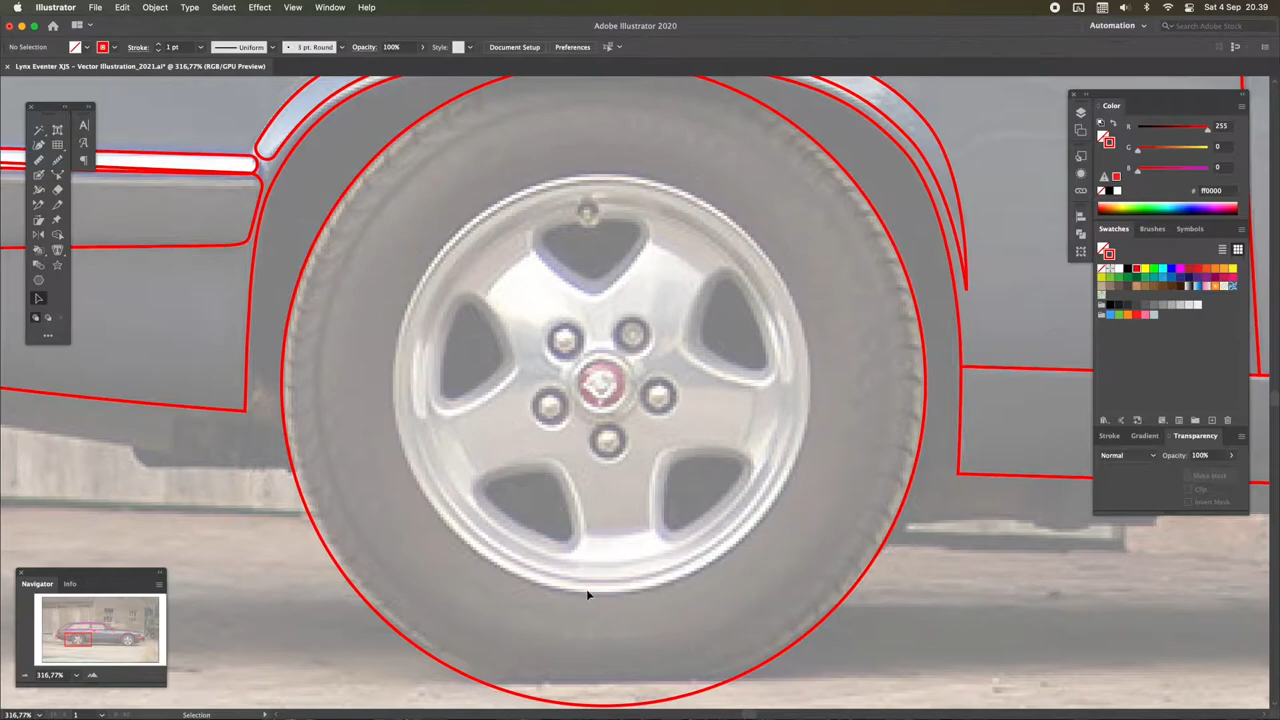 Illustrator File Edit Object Type Select Effect View Window Help
Sat 4 Sep 20.39
Adobe Illustrator 2020
Automation
Search Adobe Stock
No Selection
Stroke: 1 pt
Uniform
3 pt. Round
Opacity: 100%
Style:
Document Setup
Preferences
Lynx Eventer XJS – Vector Illustration_2021.ai* @ 316,77% (RGB/GPU Preview)
Color
R 255
G 0
B 0
# ff0000
Swatches Brushes Symbols
Stroke Gradient Transparency
Normal Opacity: 100%
Make Mask
Clip
Invert Mask
Navigator Info
316,77%
316,77% 1 Selection